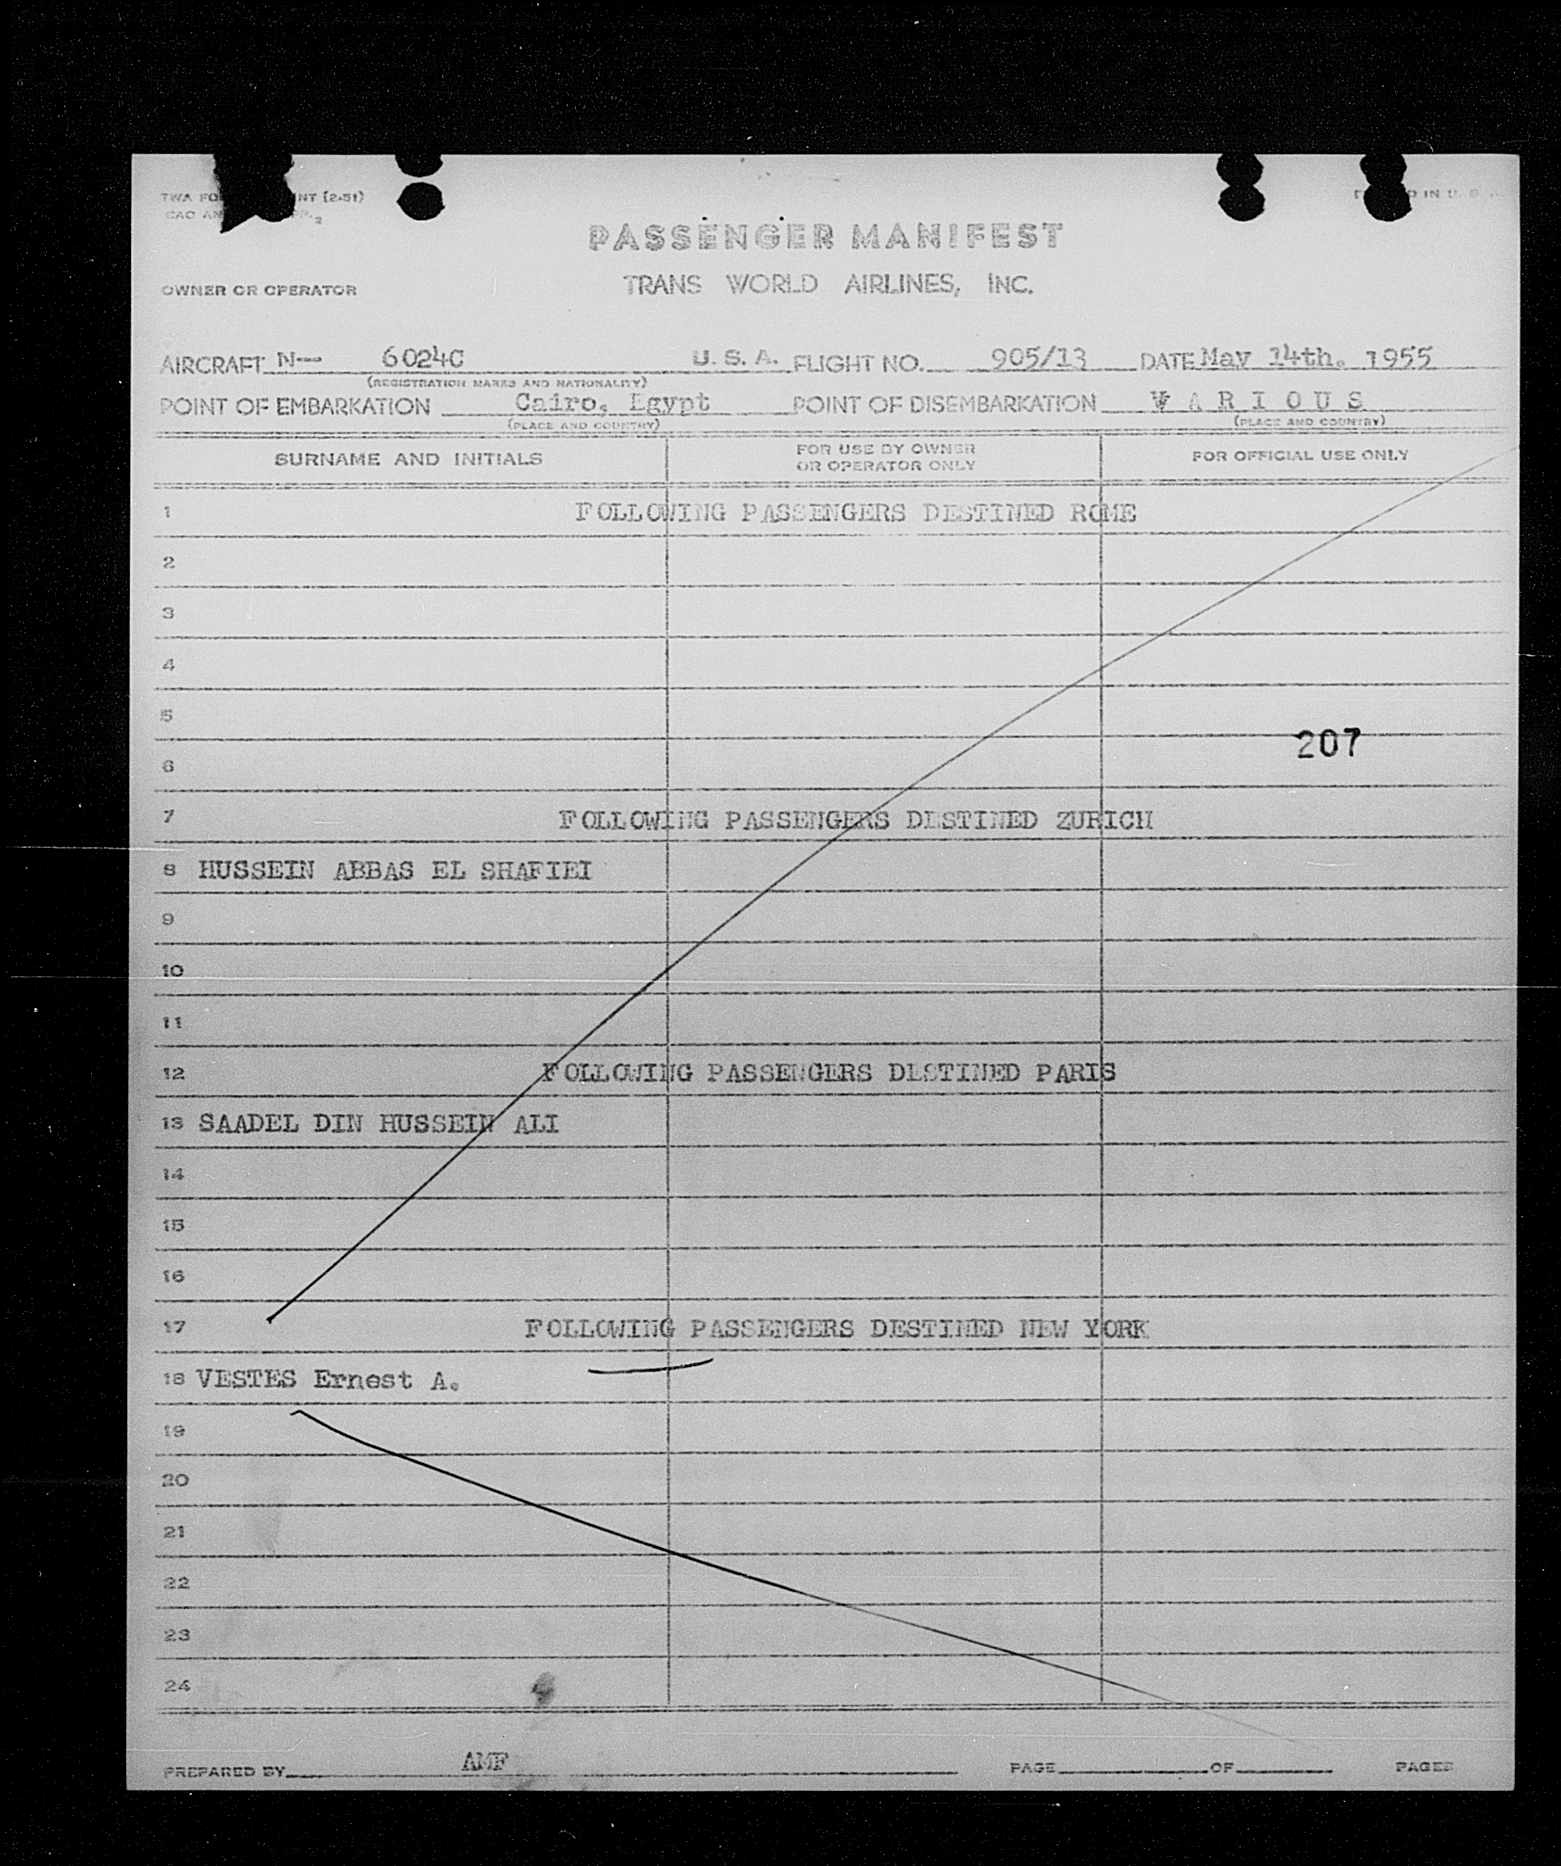 PASSENGER MANIFEST
TRANS WORLD AIRLINES, INC.
OWNER OR OPERATOR
AIRCRAFT N-- 6024C U.S.A. FLIGHT NO. 905/13 DATE May 14th. 1955
(REGISTRATION MARKS AND NATIONALITY)
POINT OF EMBARKATION Cairo, Egypt POINT OF DISEMBARKATION V A R I O U S
(PLACE AND COUNTRY) (PLACE AND COUNTRY)
SURNAME AND INITIALS FOR USE BY OWNER OR OPERATOR ONLY FOR OFFICIAL USE ONLY
1 FOLLOWING PASSENGERS DESTINED ROME
2
3
4
5
207
6
7 FOLLOWING PASSENGERS DESTINED ZURICH
8 HUSSEIN ABBAS EL SHAFIEI
9
10
11
12 FOLLOWING PASSENGERS DESTINED PARIS
13 SAADEL DIN HUSSEIN ALI
14
15
16
17 FOLLOWING PASSENGERS DESTINED NEW YORK
18 VESTES Ernest A.
19
20
21
22
23
24
PREPARED BY AMF PAGE OF PAGES